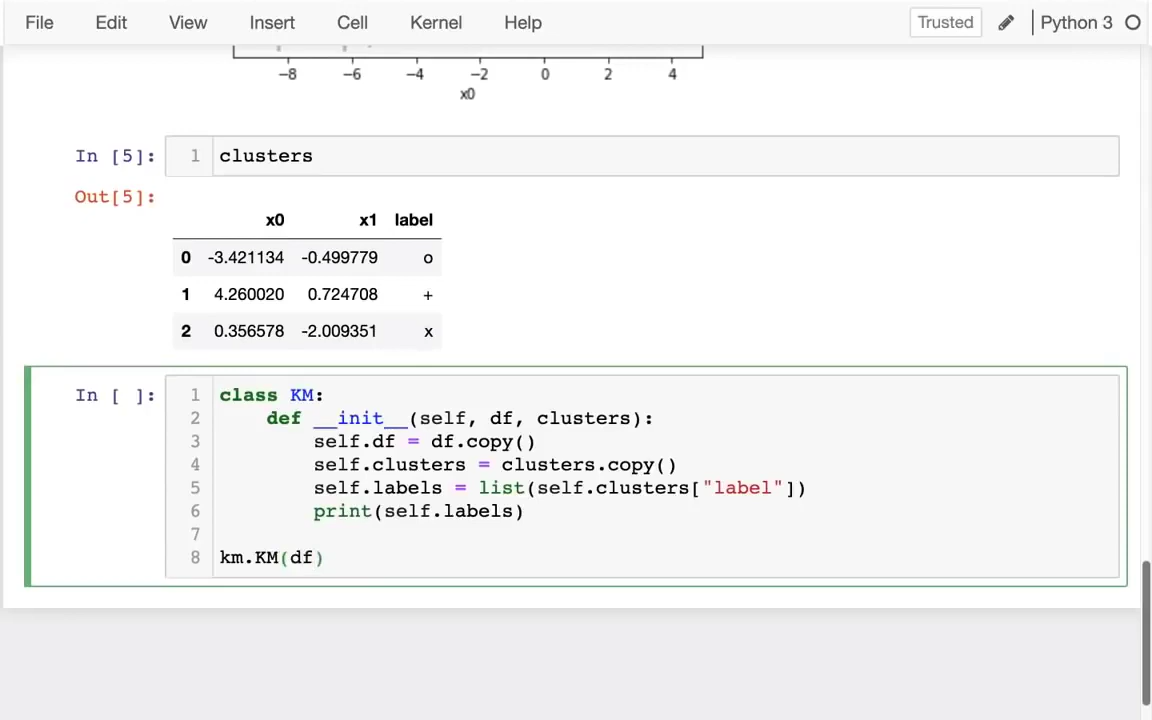 File Edit View Insert Cell Kernel Help Trusted Python 3
−8 −6 −4 −2 0 2 4
x0
In [5]: 1 clusters
Out[5]:
x0 x1 label
0 -3.421134 -0.499779 o
1 4.260020 0.724708 +
2 0.356578 -2.009351 x
In [ ]: 1 class KM:
2 def __init__(self, df, clusters):
3 self.df = df.copy()
4 self.clusters = clusters.copy()
5 self.labels = list(self.clusters["label"])
6 print(self.labels)
7
8 km.KM(df)